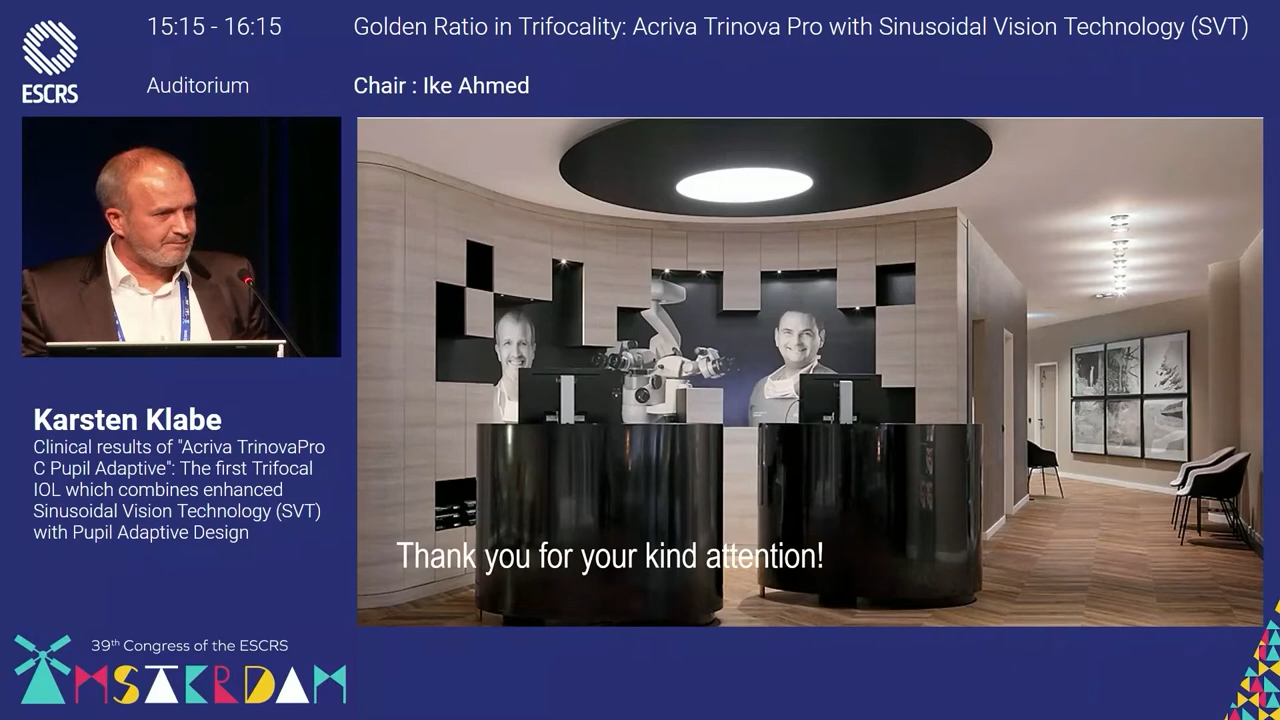 15:15 - 16:15
Golden Ratio in Trifocality: Acriva Trinova Pro with Sinusoidal Vision Technology (SVT)
ESCRS
Auditorium
Chair : Ike Ahmed
Karsten Klabe
Clinical results of "Acriva TrinovaPro
C Pupil Adaptive": The first Trifocal
IOL which combines enhanced
Sinusoidal Vision Technology (SVT)
with Pupil Adaptive Design
Thank you for your kind attention!
39th Congress of the ESCRS
AMSTERDAM